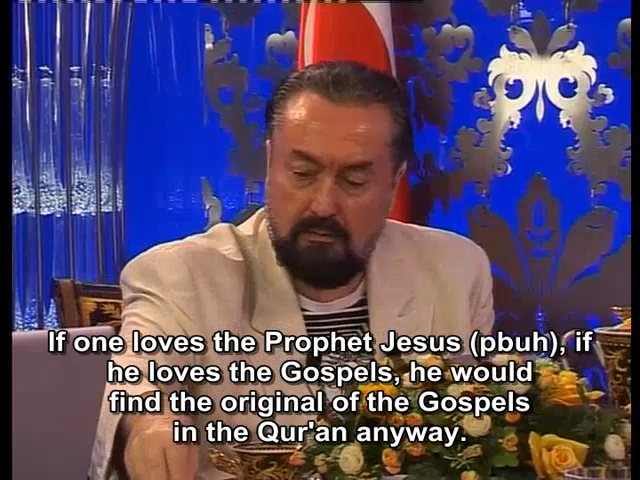 If one loves the Prophet Jesus (pbuh), if
he loves the Gospels, he would
find the original of the Gospels
in the Qur'an anyway.